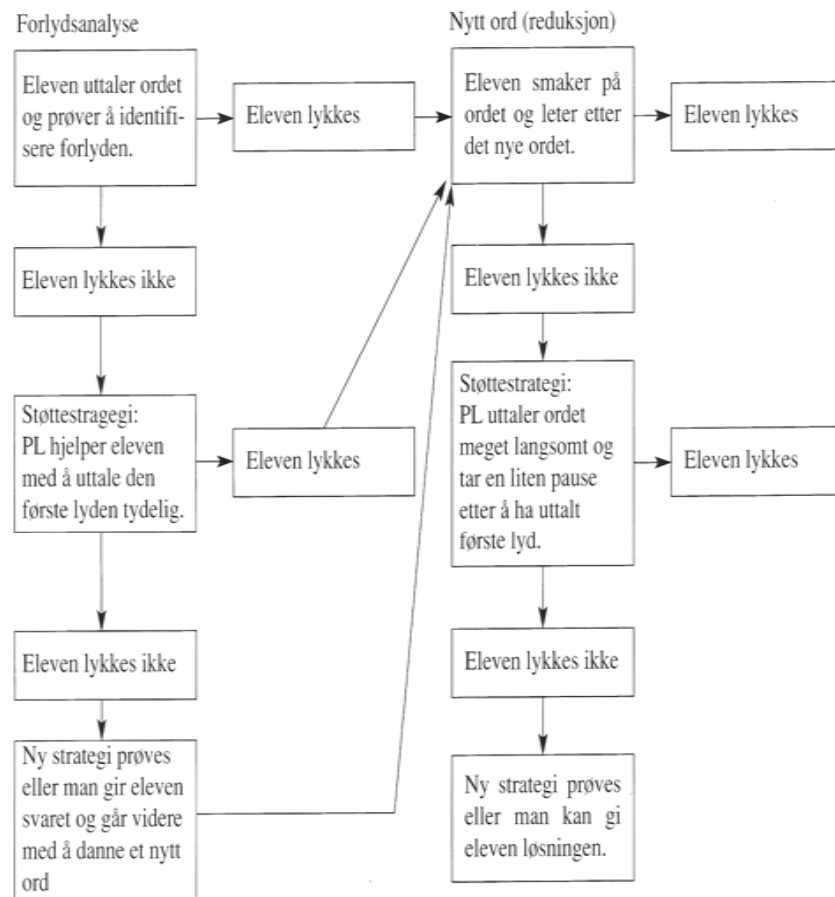 Forlydsanalyse
Eleven uttaler ordet
og prøver å identifi-
sere forlyden.
Eleven lykkes
Eleven lykkes ikke
Støttestragegi:
PL hjelper eleven
med å uttale den
første lyden tydelig.
Eleven lykkes
Eleven lykkes ikke
Ny strategi prøves
eller man gir eleven
svaret og går videre
med å danne et nytt
ord
Nytt ord (reduksjon)
Eleven smaker på
ordet og leter etter
det nye ordet.
Eleven lykkes
Eleven lykkes ikke
Støttestrategi:
PL uttaler ordet
meget langsomt og
tar en liten pause
etter å ha uttalt
første lyd.
Eleven lykkes
Eleven lykkes ikke
Ny strategi prøves
eller man kan gi
eleven løsningen.